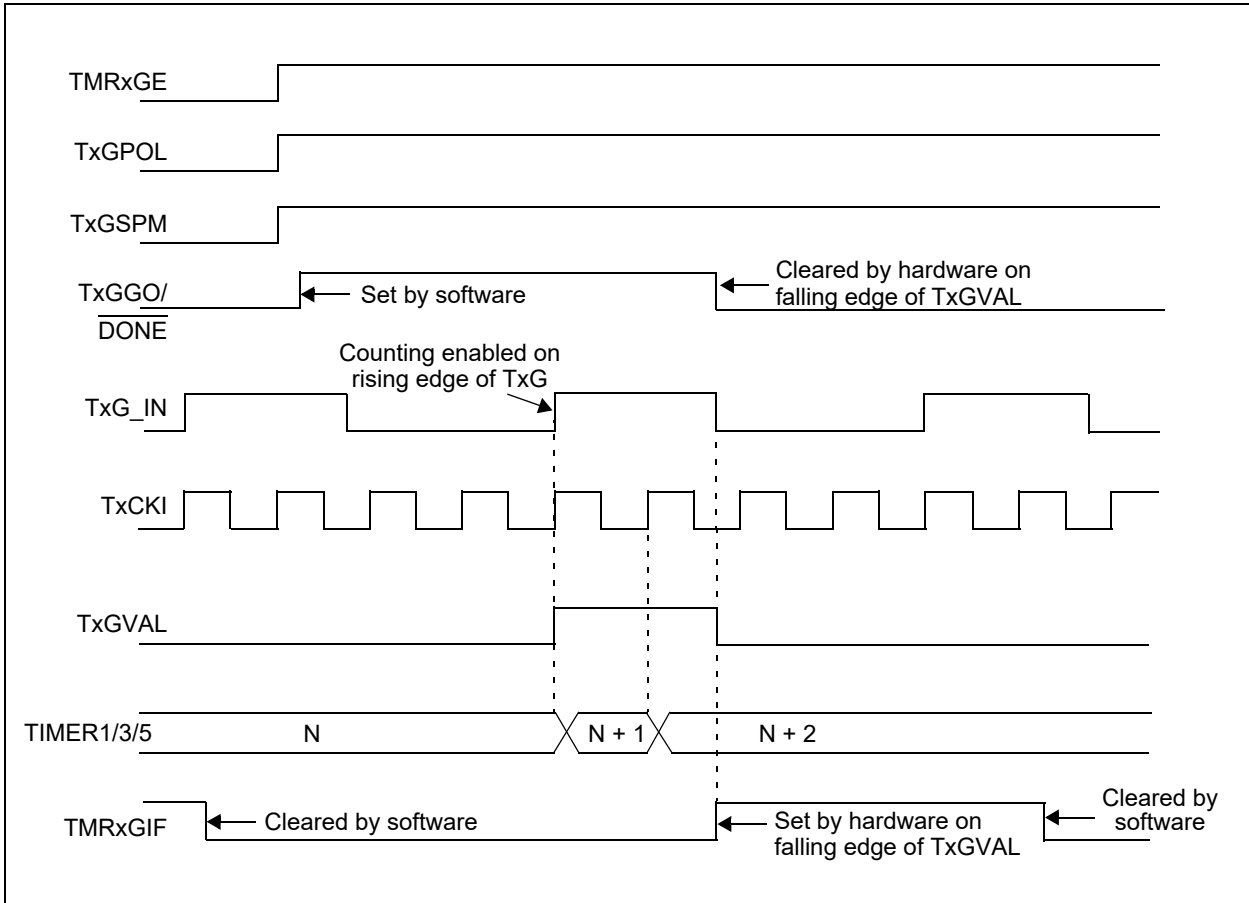 TMRxGE
TxGPOL
TxGSPM
TxGGO/
DONE
Set by software
Cleared by hardware on
falling edge of TxGVAL
Counting enabled on
rising edge of TxG
TxG_IN
TxCKI
TxGVAL
TIMER1/3/5
N
N + 1
N + 2
TMRxGIF
Cleared by software
Set by hardware on
falling edge of TxGVAL
Cleared by
software